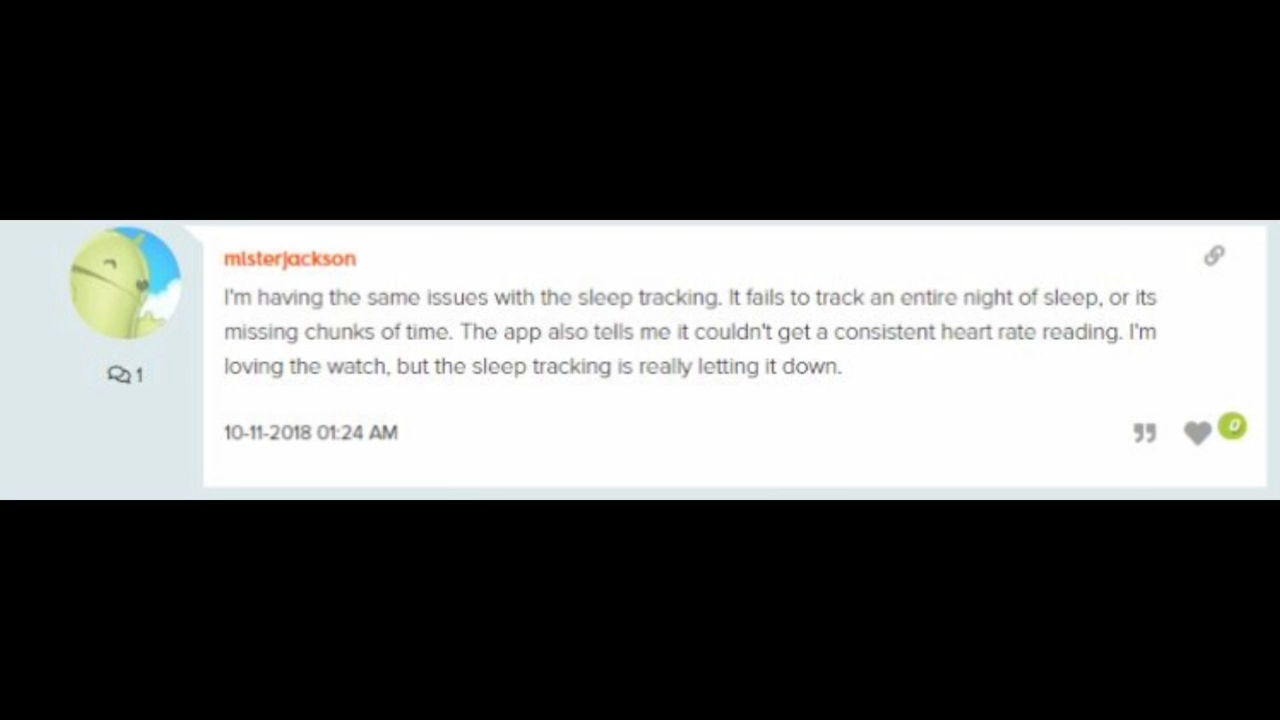 misterjackson
I'm having the same issues with the sleep tracking. It fails to track an entire night of sleep, or its
missing chunks of time. The app also tells me it couldn't get a consistent heart rate reading. I'm
loving the watch, but the sleep tracking is really letting it down.
1
10-11-2018 01:24 AM
0